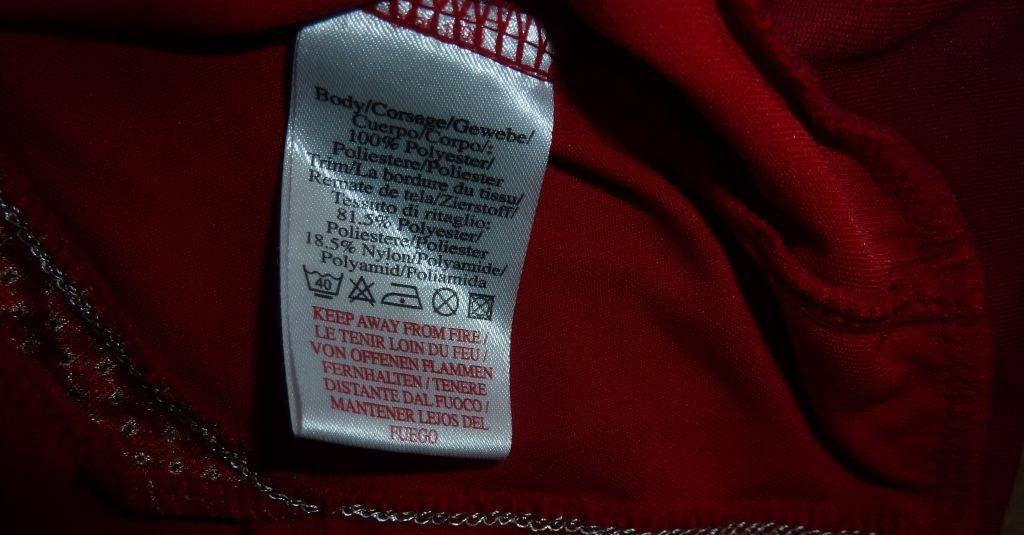 Body/Corsage/Gewebe/
Cuerpo/Corpo/:
100% Polyester/
Poliestere/Poliester
Trim/La bordure du tissu/
Remate de tela/Zierstoff/
Tessuto di ritaglio:
81.5% Polyester/
Poliestere/Poliester
18.5% Nylon/Polyamide/
Polyamid/Poliamida
40
KEEP AWAY FROM FIRE /
LE TENIR LOIN DU FEU /
VON OFFENEN FLAMMEN
FERNHALTEN / TENERE
DISTANTE DAL FUOCO /
MANTENER LEJOS DEL
FUEGO